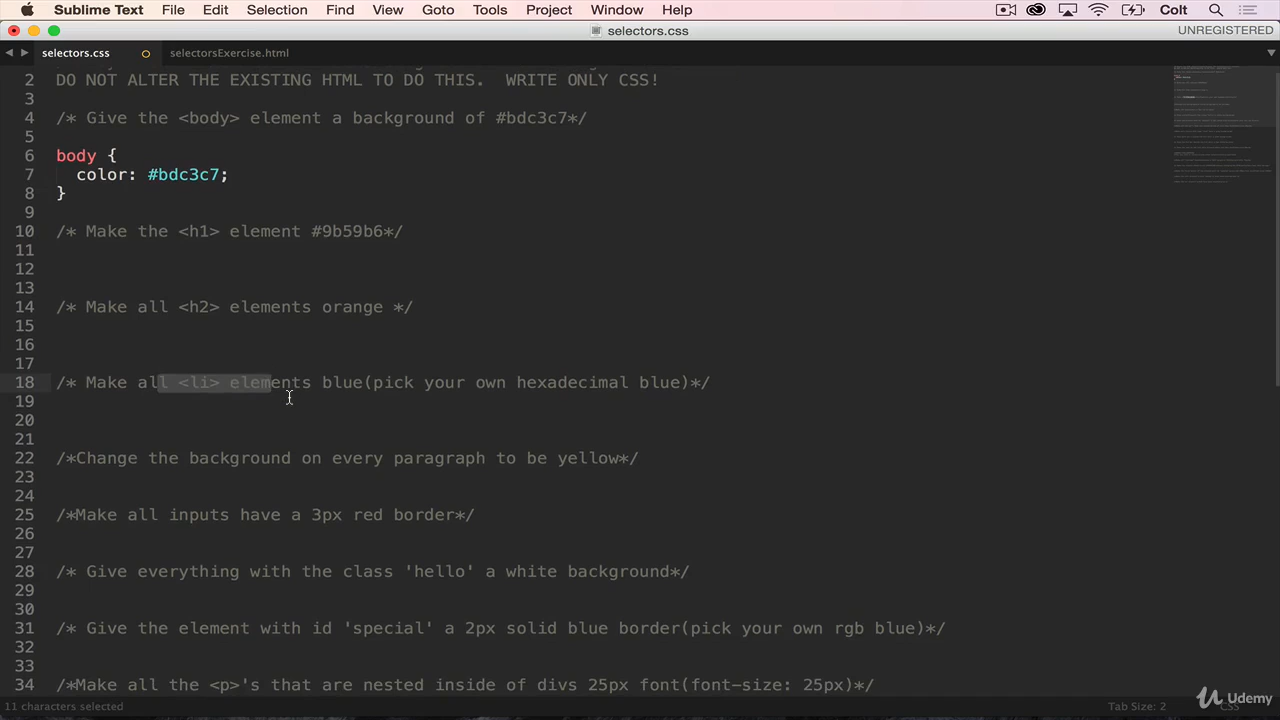 Sublime Text File Edit Selection Find View Goto Tools Project Window Help Colt
selectors.css UNREGISTERED
selectors.css selectorsExercise.html
2 DO NOT ALTER THE EXISTING HTML TO DO THIS. WRITE ONLY CSS!
3
4 /* Give the <body> element a background of #bdc3c7*/
5
6 body {
7 color: #bdc3c7;
8 }
9
10 /* Make the <h1> element #9b59b6*/
11
12
13
14 /* Make all <h2> elements orange */
15
16
17
18 /* Make all <li> elements blue(pick your own hexadecimal blue)*/
19
20
21
22 /*Change the background on every paragraph to be yellow*/
23
24
25 /*Make all inputs have a 3px red border*/
26
27
28 /* Give everything with the class 'hello' a white background*/
29
30
31 /* Give the element with id 'special' a 2px solid blue border(pick your own rgb blue)*/
32
33
34 /*Make all the <p>'s that are nested inside of divs 25px font(font-size: 25px)*/
11 characters selected Tab Size: 2 CSS
Udemy